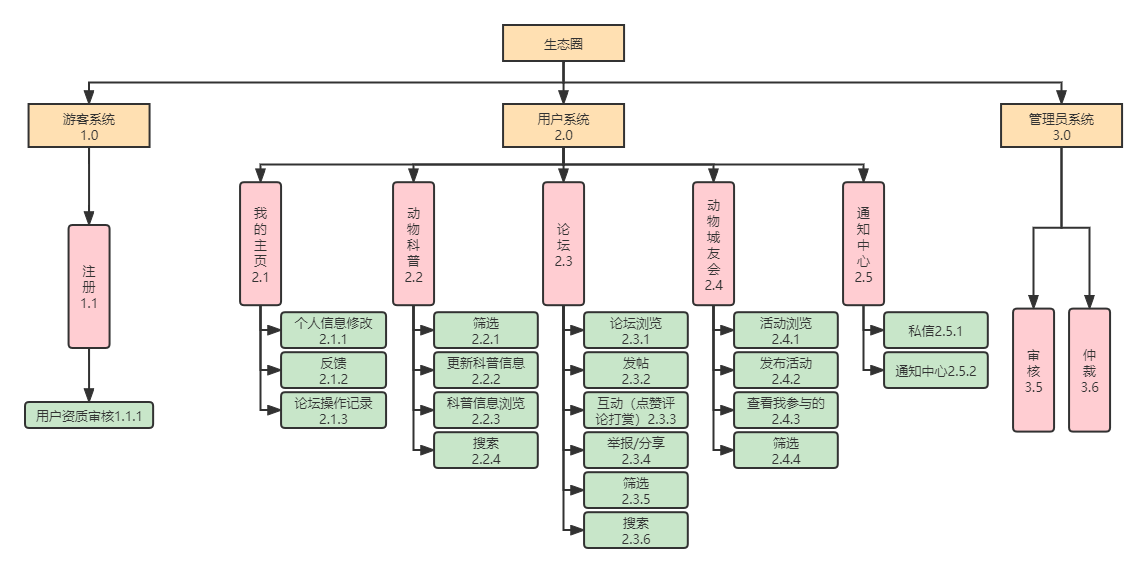 生态圈
游客系统
1.0
用户系统
2.0
管理员系统
3.0
注
册
1.1
用户资质审核1.1.1
我
的
主
页
2.1
个人信息修改
2.1.1
反馈
2.1.2
论坛操作记录
2.1.3
动
物
科
普
2.2
筛选
2.2.1
更新科普信息
2.2.2
科普信息浏览
2.2.3
搜索
2.2.4
论
坛
2.3
论坛浏览
2.3.1
发帖
2.3.2
互动（点赞评
论打赏）2.3.3
举报/分享
2.3.4
筛选
2.3.5
搜索
2.3.6
动
物
城
友
会
2.4
活动浏览
2.4.1
发布活动
2.4.2
查看我参与的
2.4.3
筛选
2.4.4
通
知
中
心
2.5
私信2.5.1
通知中心2.5.2
审
核
3.5
仲
裁
3.6